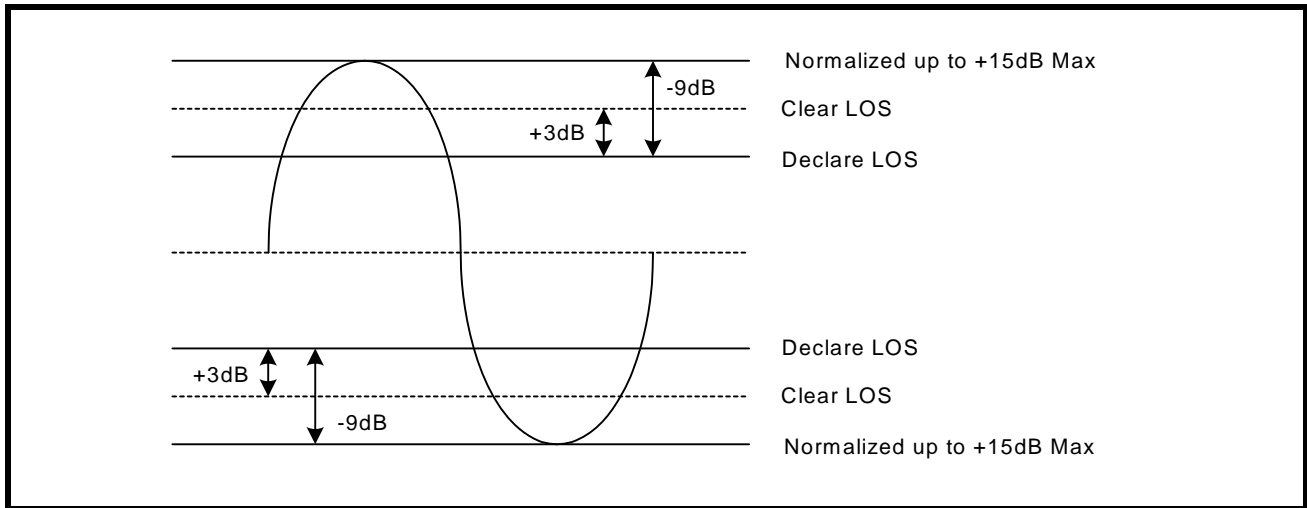 Normalized up to +15dB Max
-9dB
Clear LOS
+3dB
Declare LOS
Declare LOS
+3dB
Clear LOS
-9dB
Normalized up to +15dB Max